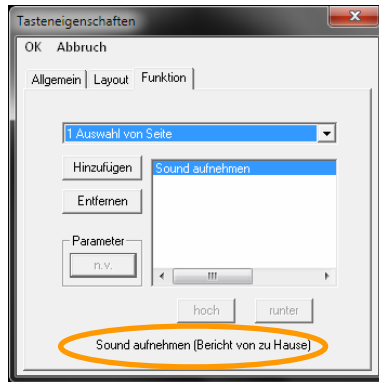 Tasteneigenschaften
OK Abbruch
Allgemein Layout Funktion
1 Auswahl von Seite
Hinzufügen
Sound aufnehmen
Entfernen
Parameter
n.v.
hoch runter
Sound aufnehmen (Bericht von zu Hause)